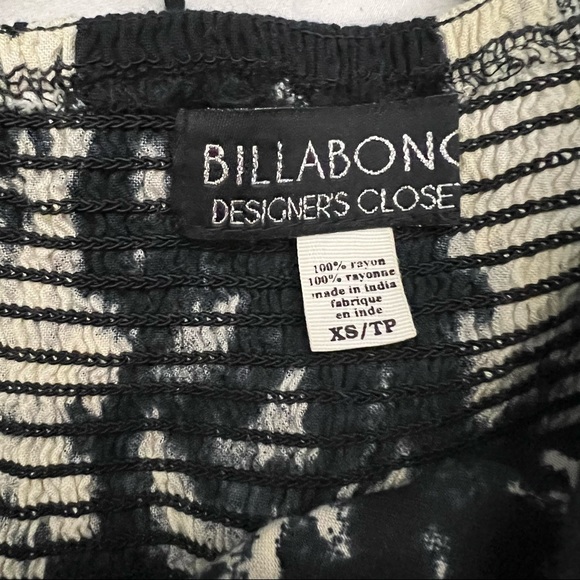 BILLABONG
DESIGNER'S CLOSET
100% rayon
100% rayonne
made in india
fabrique
en inde
XS/TP